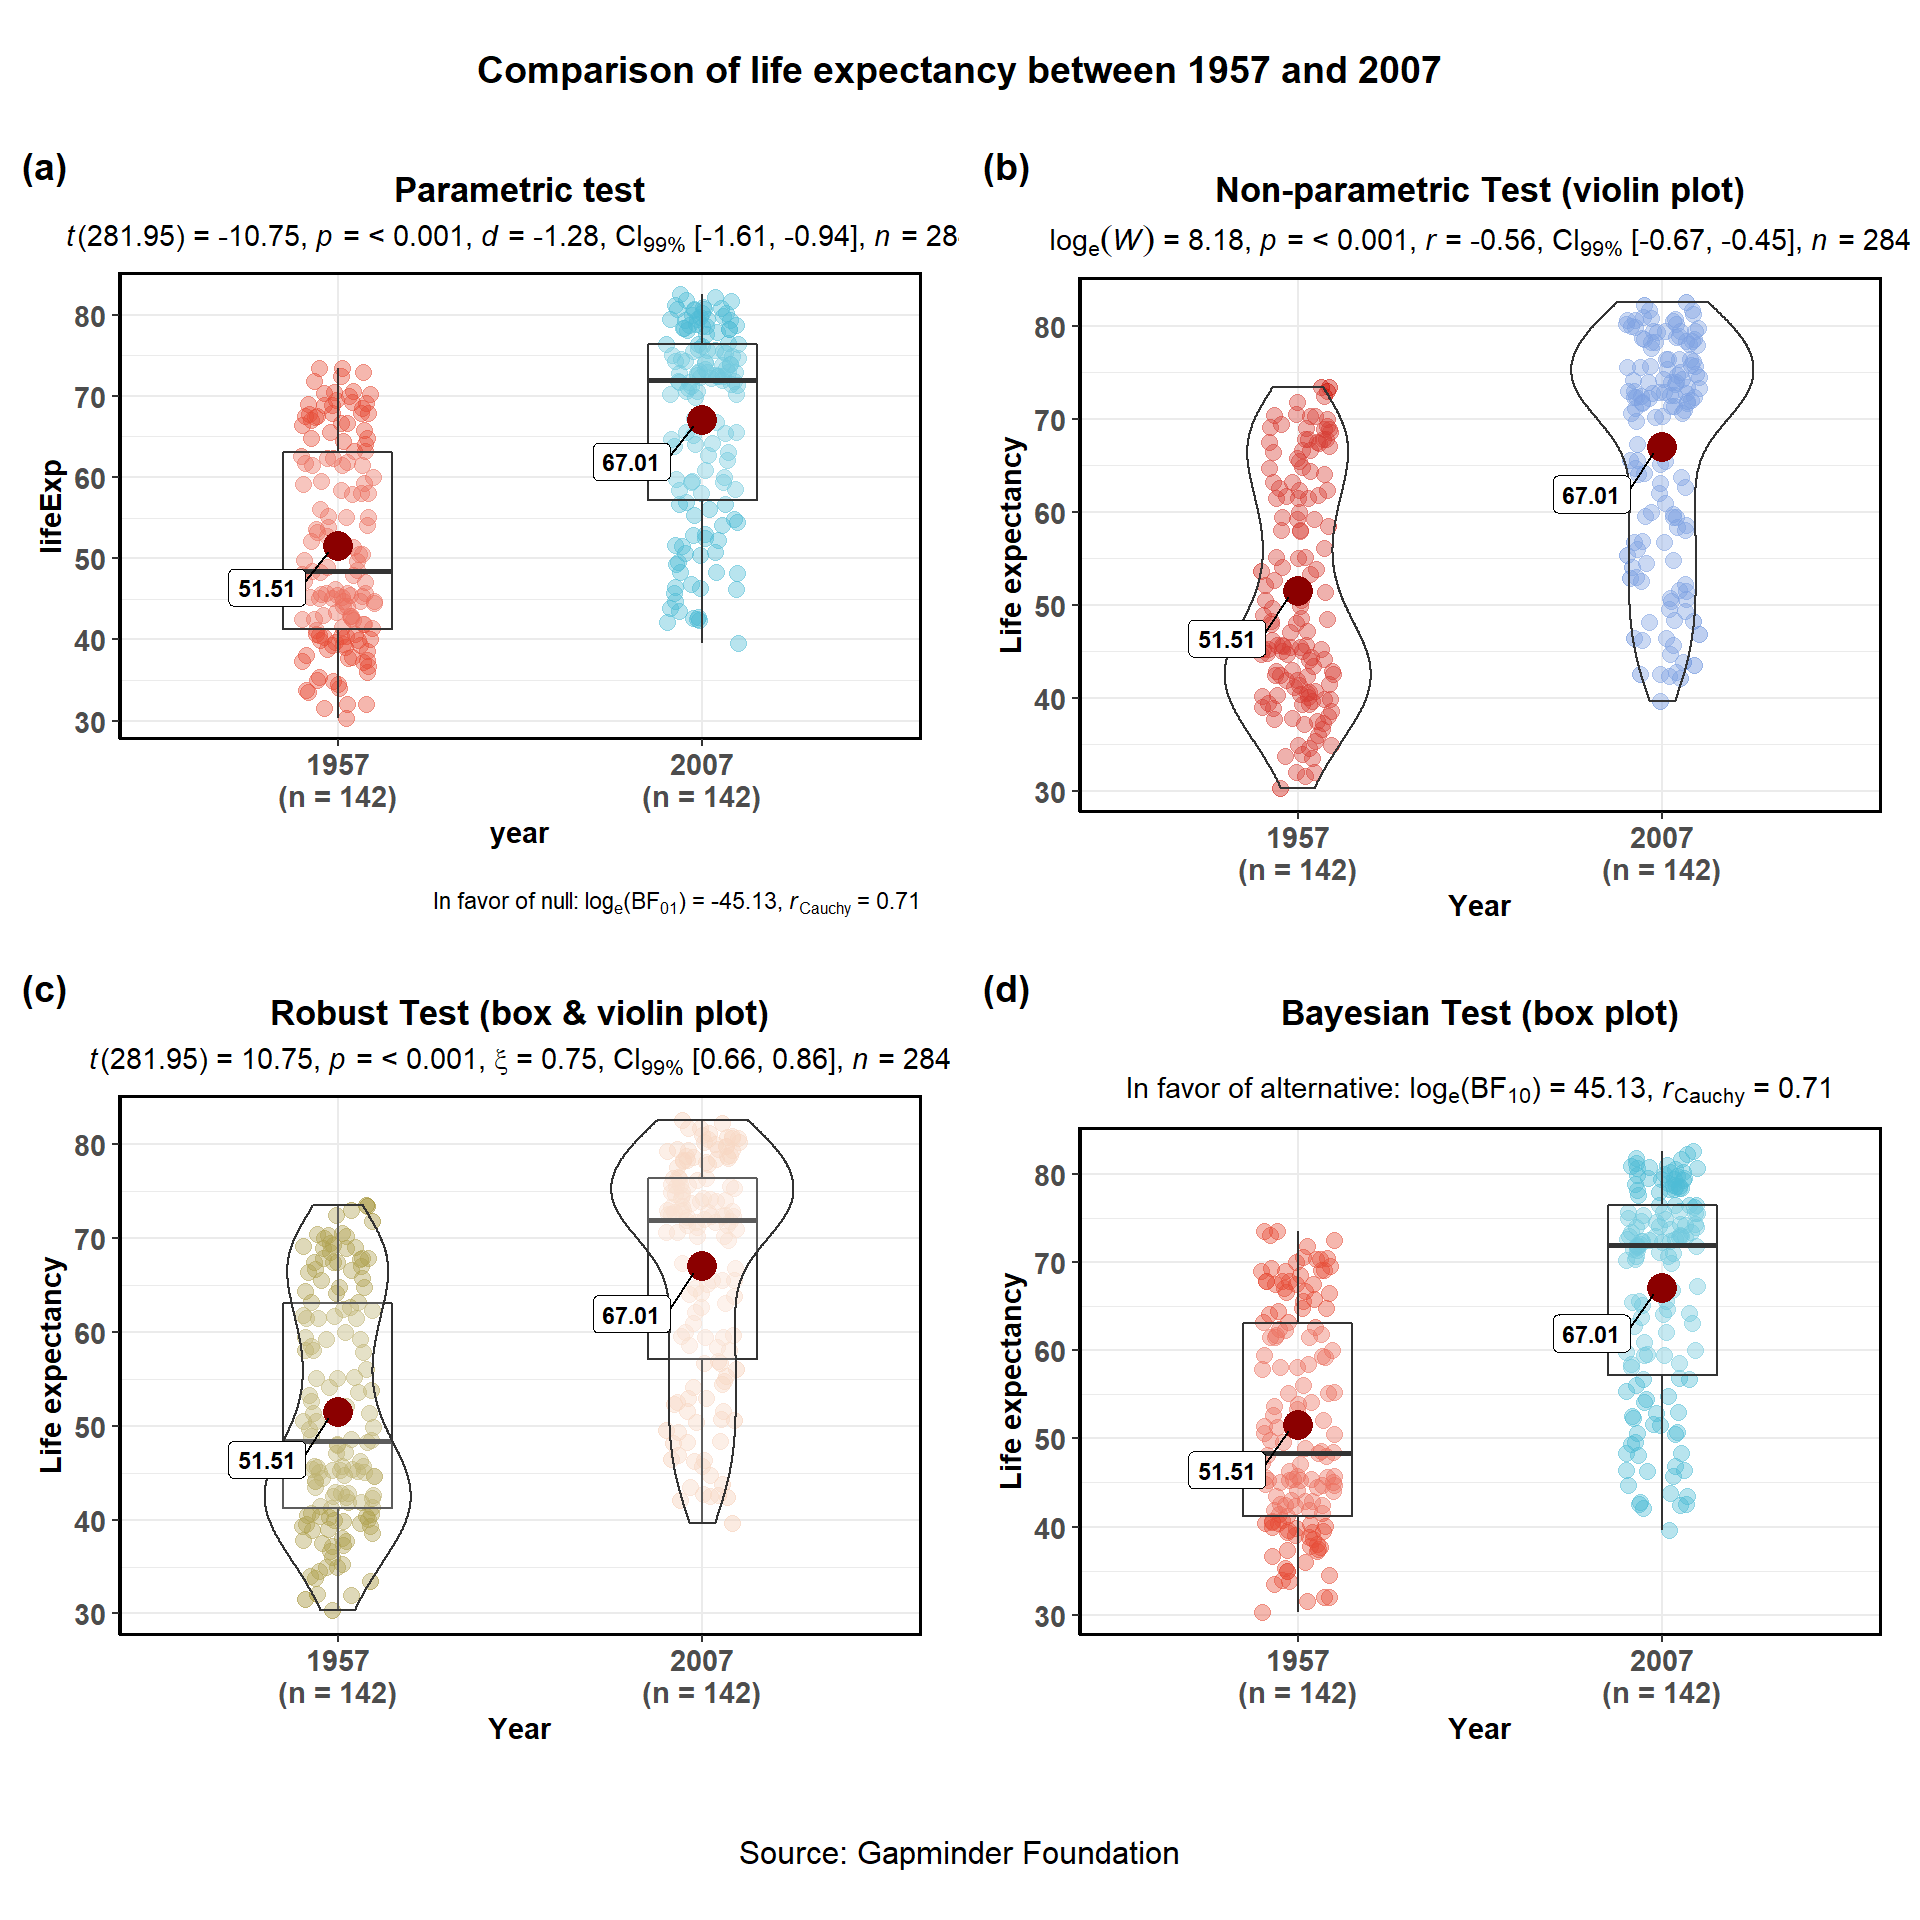 Comparison of life expectancy between 1957 and 2007
(a)
Parametric test
t(281.95) = -10.75, p = < 0.001, d = -1.28, CI99% [-1.61, -0.94], n = 28
lifeExp
80
70
60
50
40
30
67.01
51.51
1957
(n = 142)
2007
(n = 142)
year
In favor of null: loge(BF01) = -45.13, rCauchy = 0.71
(b)
Non-parametric Test (violin plot)
loge(W) = 8.18, p = < 0.001, r = -0.56, CI99% [-0.67, -0.45], n = 284
Life expectancy
80
70
60
50
40
30
67.01
51.51
1957
(n = 142)
2007
(n = 142)
Year
(c)
Robust Test (box & violin plot)
t(281.95) = 10.75, p = < 0.001, ξ = 0.75, CI99% [0.66, 0.86], n = 284
Life expectancy
80
70
60
50
40
30
67.01
51.51
1957
(n = 142)
2007
(n = 142)
Year
(d)
Bayesian Test (box plot)
In favor of alternative: loge(BF10) = 45.13, rCauchy = 0.71
Life expectancy
80
70
60
50
40
30
67.01
51.51
1957
(n = 142)
2007
(n = 142)
Year
Source: Gapminder Foundation